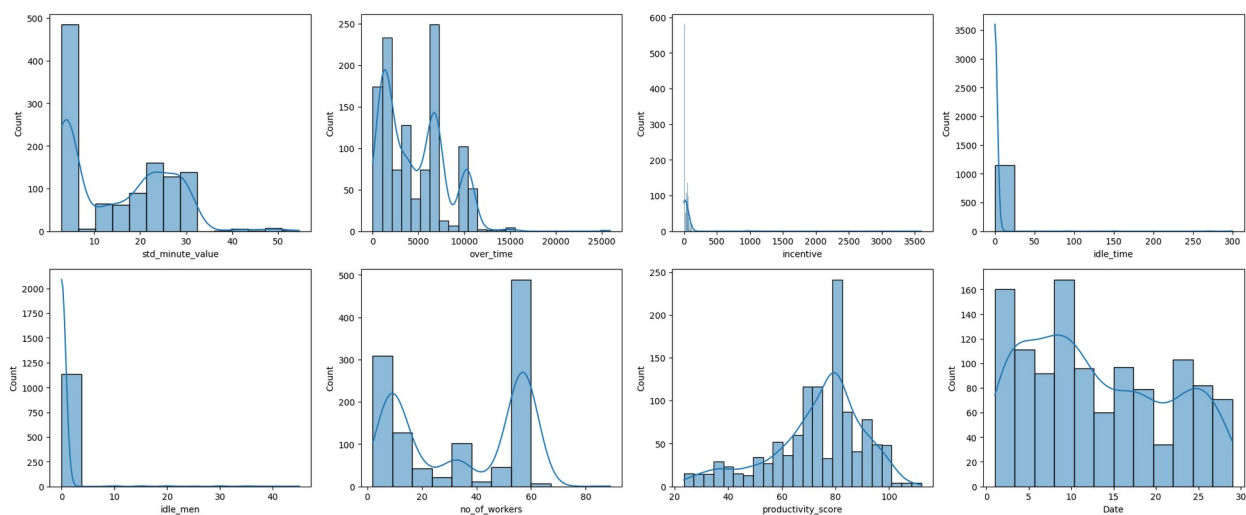 500
400
300
200
100
0
Count
10 20 30 40 50
std_minute_value
250
200
150
100
50
0
Count
0 5000 10000 15000 20000 25000
over_time
600
500
400
300
200
100
0
Count
0 500 1000 1500 2000 2500 3000 3500
incentive
3500
3000
2500
2000
1500
1000
500
0
Count
0 50 100 150 200 250 300
idle_time
2000
1750
1500
1250
1000
750
500
250
0
Count
0 10 20 30 40
idle_men
500
400
300
200
100
0
Count
0 20 40 60 80
no_of_workers
250
200
150
100
50
0
Count
20 40 60 80 100
productivity_score
160
140
120
100
80
60
40
20
0
Count
0 5 10 15 20 25 30
Date